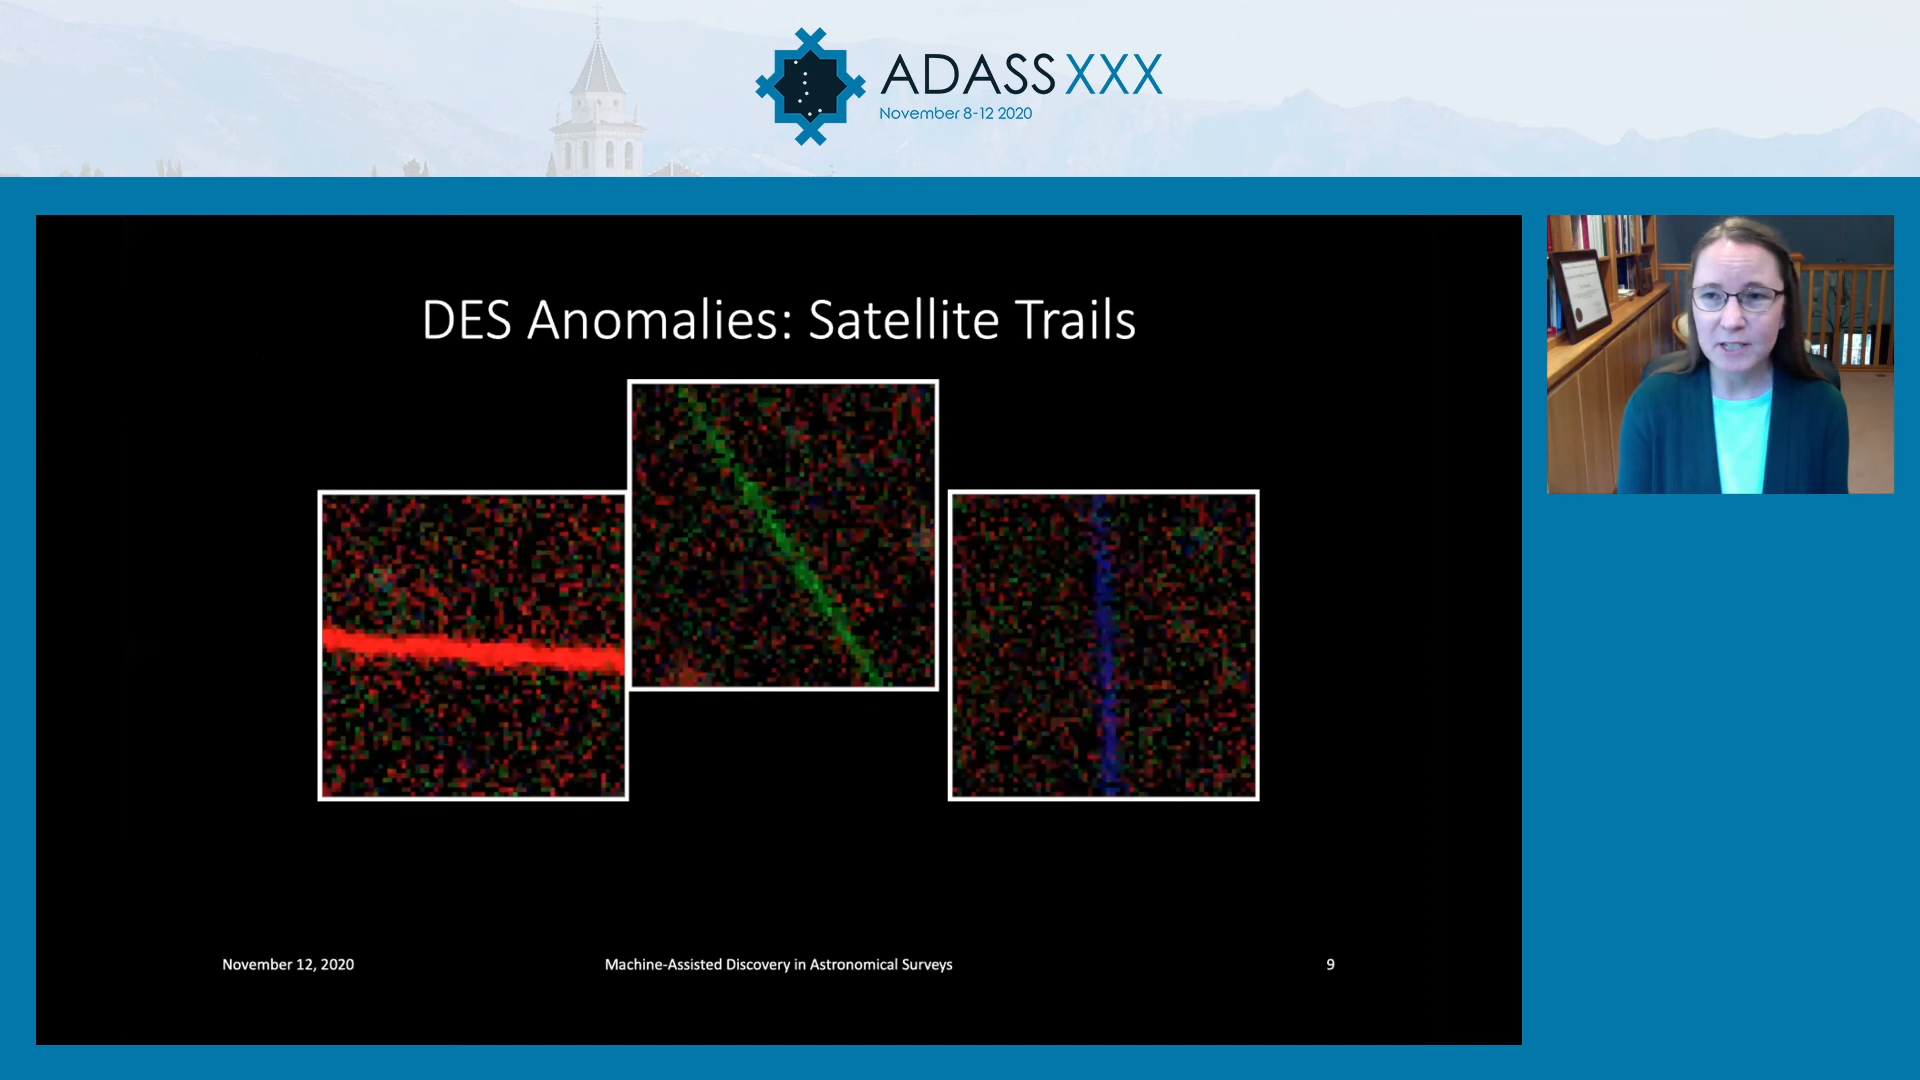 ADASS XXX
November 8-12 2020
DES Anomalies: Satellite Trails
November 12, 2020
Machine-Assisted Discovery in Astronomical Surveys
9